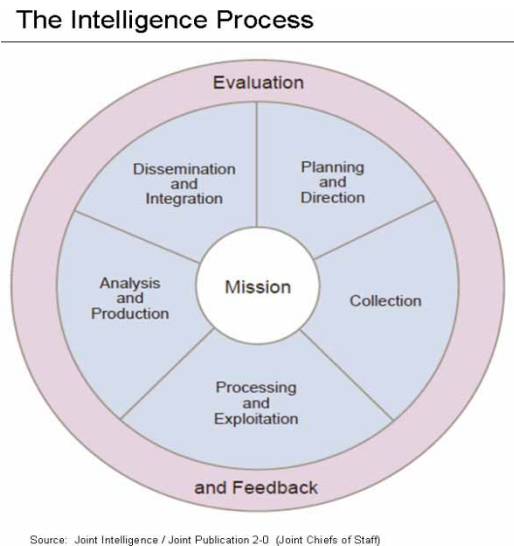 The Intelligence Process
Evaluation
Dissemination
and
Integration
Planning
and
Direction
Analysis
and
Production
Mission
Collection
Processing
and
Exploitation
and Feedback
Source: Joint Intelligence / Joint Publication 2-0 (Joint Chiefs of Staff)